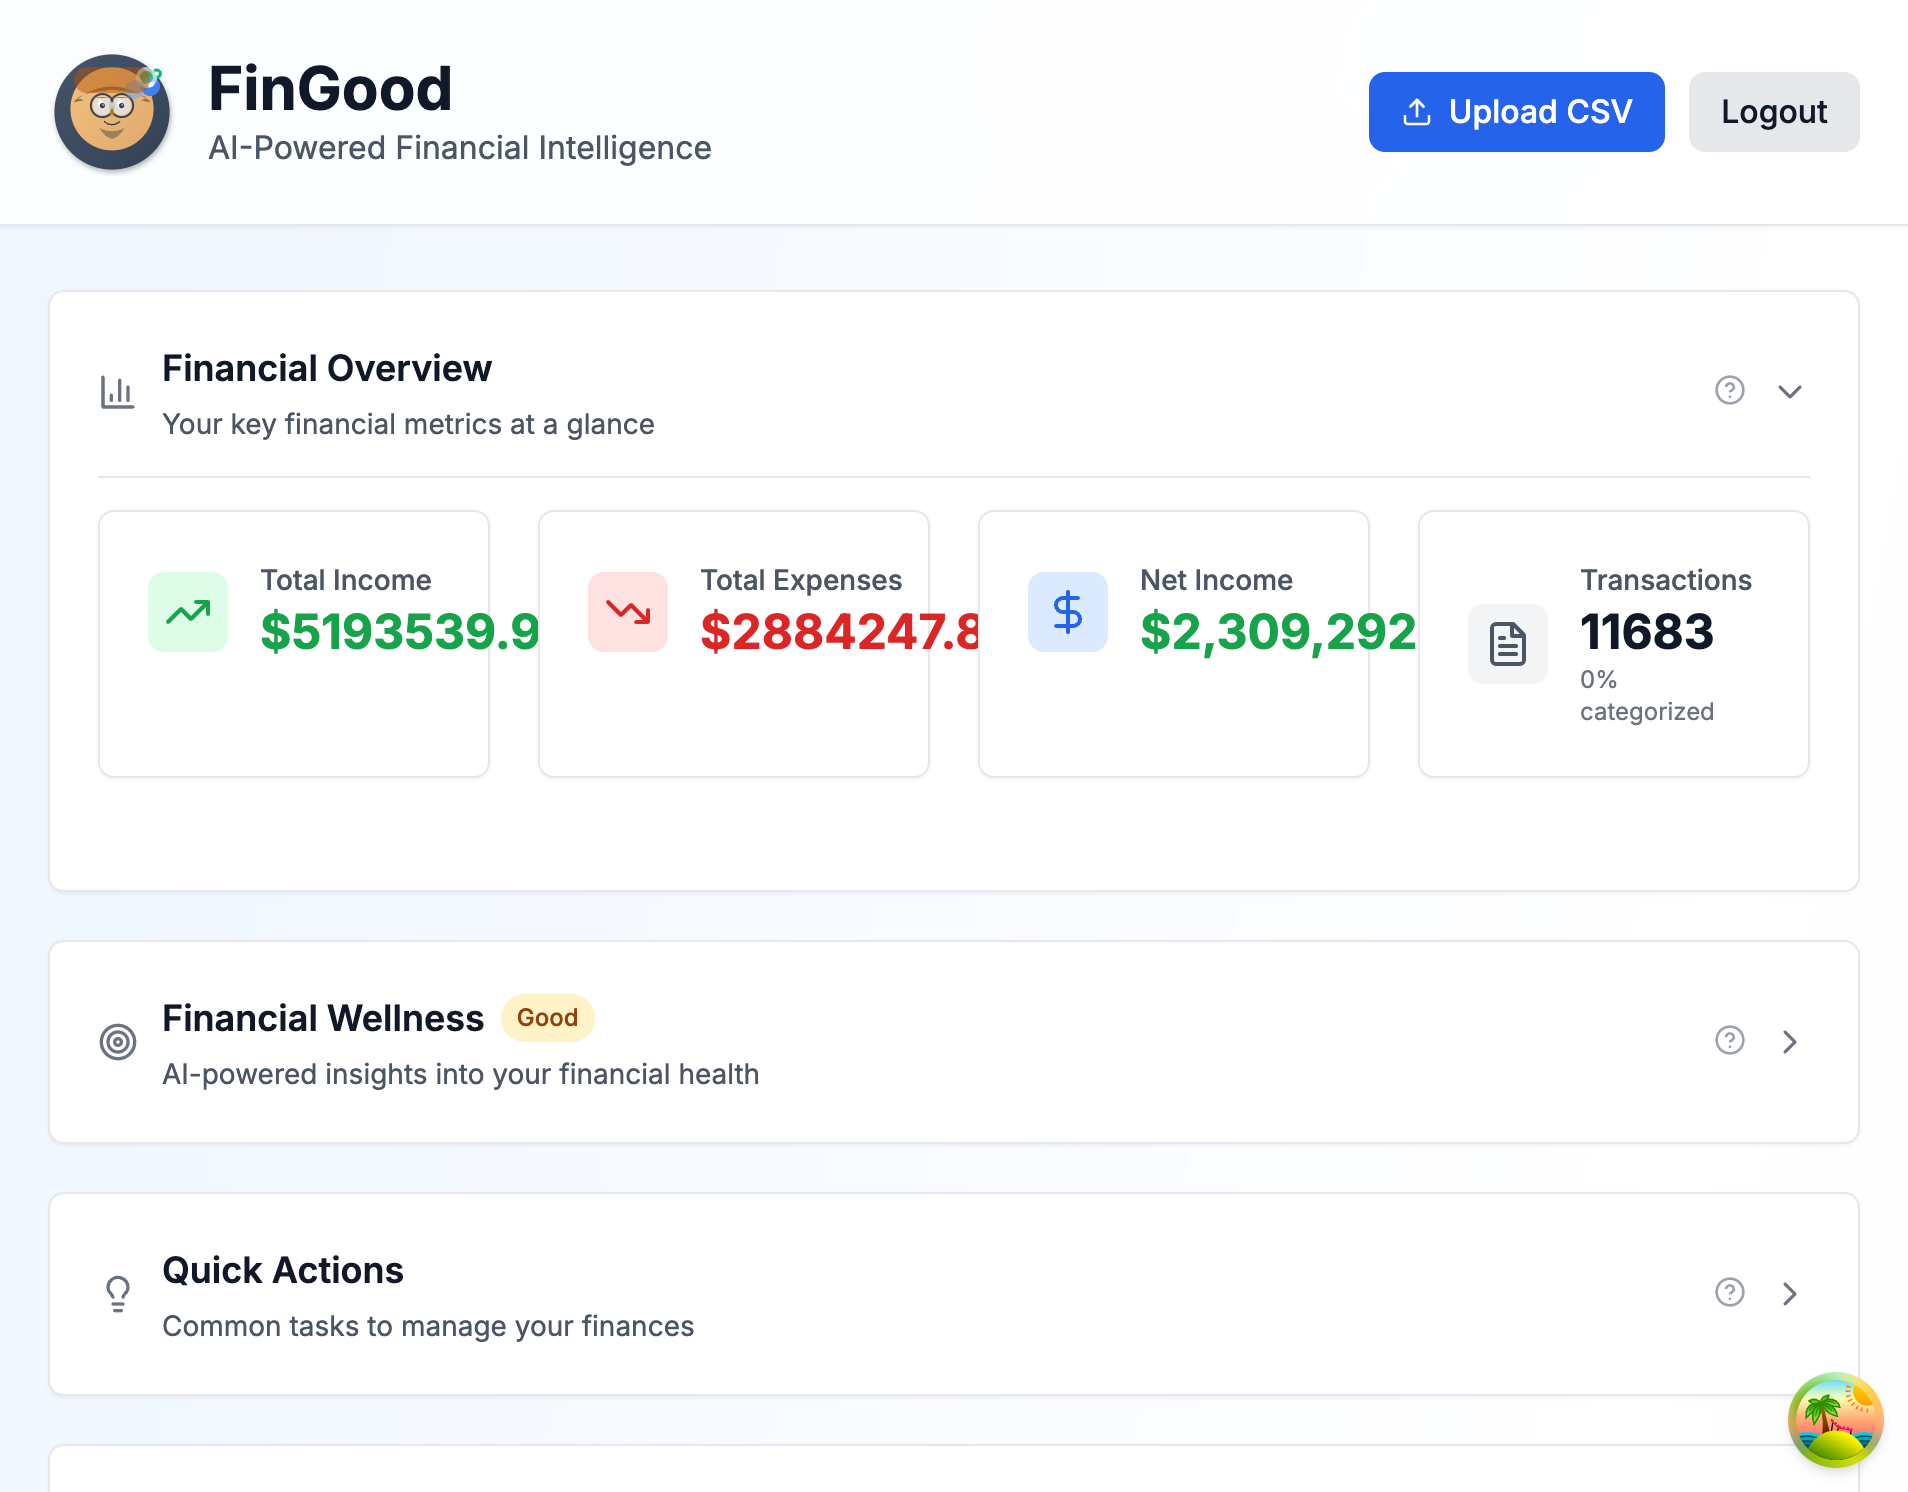 FinGood
AI-Powered Financial Intelligence
Upload CSV
Logout
Financial Overview
Your key financial metrics at a glance
Total Income
$5193539.9
Total Expenses
$2884247.8
Net Income
$2,309,292
Transactions
11683
0%
categorized
Financial Wellness
Good
AI-powered insights into your financial health
Quick Actions
Common tasks to manage your finances